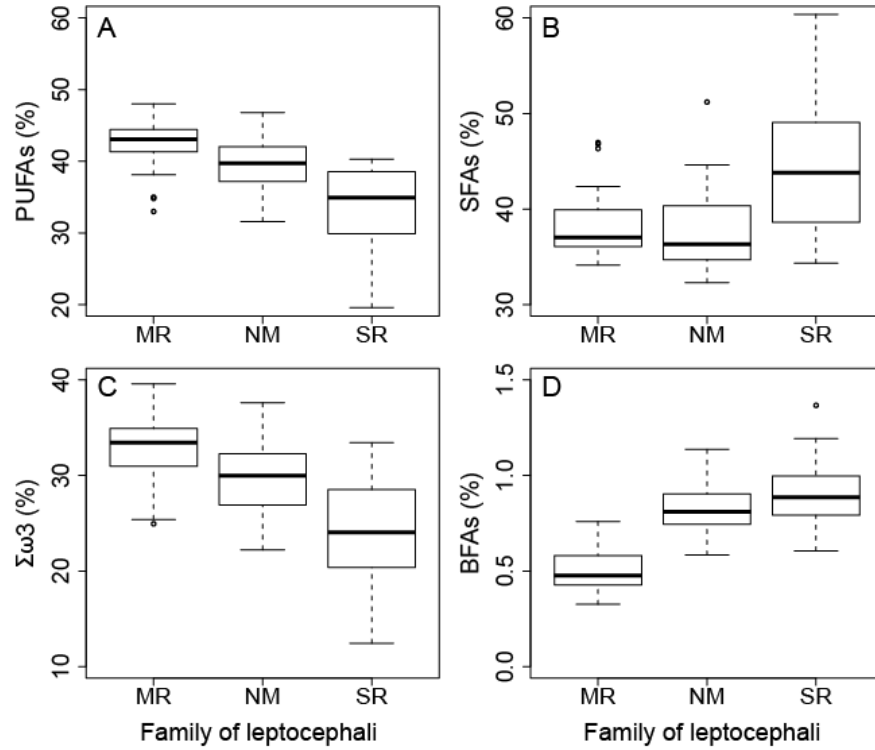 A
PUFAs (%)
60
50
40
30
20
MR NM SR
B
SFAs (%)
60
50
40
30
MR NM SR
C
Σω3 (%)
40
30
20
10
MR NM SR
Family of leptocephali
D
BFAs (%)
1.5
1.0
0.5
0.0
MR NM SR
Family of leptocephali